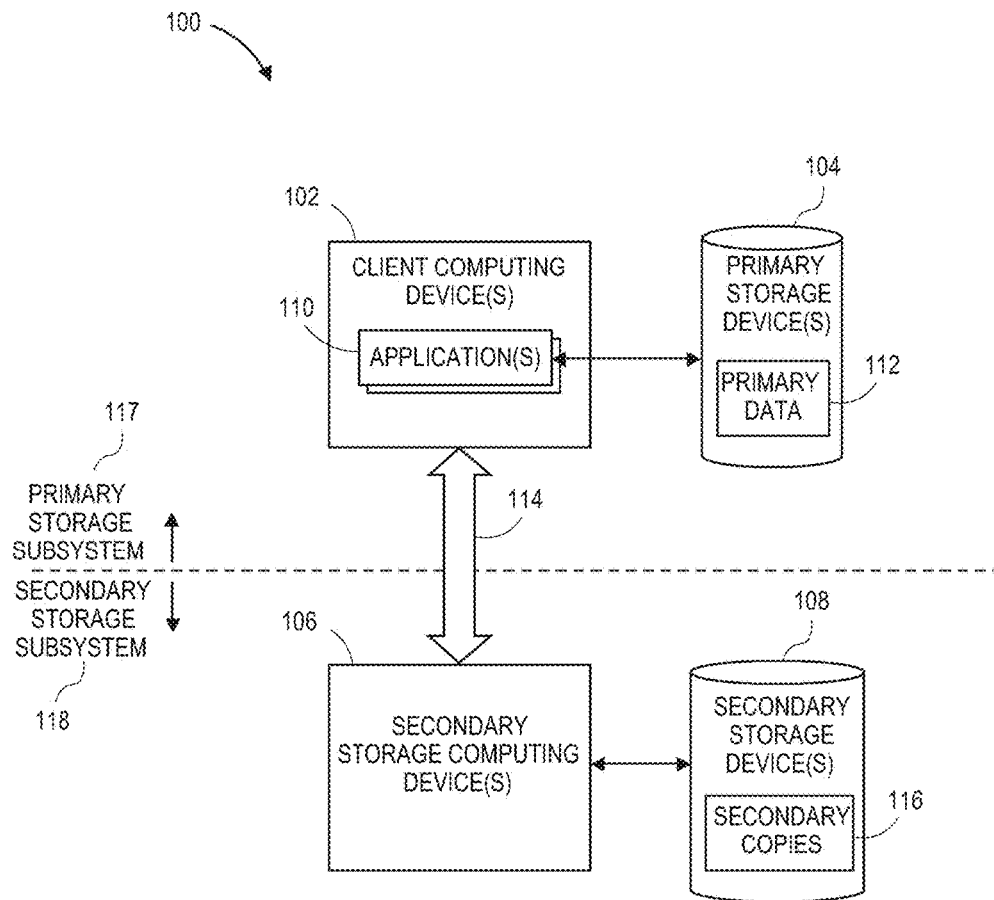 100
104
102
CLIENT COMPUTING
DEVICE(S)
PRIMARY
STORAGE
DEVICE(S)
110
APPLICATION(S)
PRIMARY
DATA
112
117
PRIMARY
STORAGE
SUBSYSTEM
114
SECONDARY
STORAGE
SUBSYSTEM
118
106
108
SECONDARY
STORAGE COMPUTING
DEVICE(S)
SECONDARY
STORAGE
DEVICE(S)
SECONDARY
COPIES
116